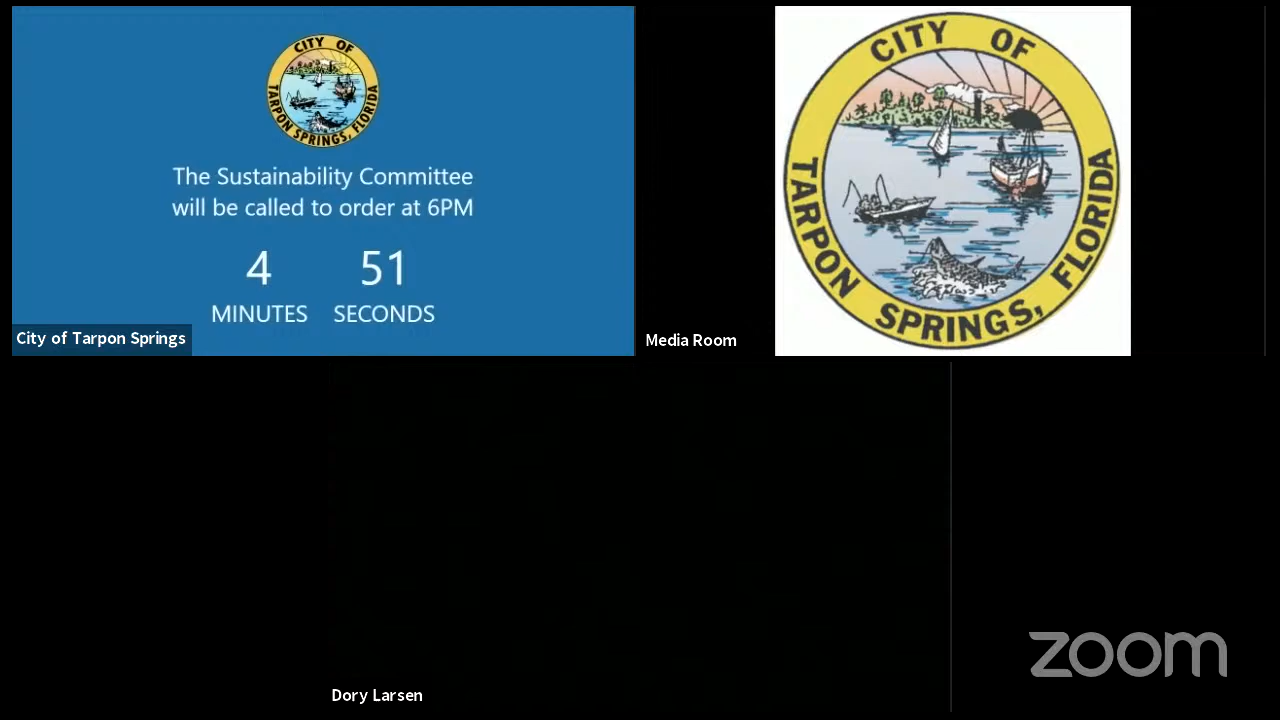 CITY OF
TARPON SPRINGS, FLORIDA
The Sustainability Committee
will be called to order at 6PM
4 51
MINUTES SECONDS
City of Tarpon Springs
CITY OF
TARPON SPRINGS, FLORIDA
Media Room
Dory Larsen
zoom